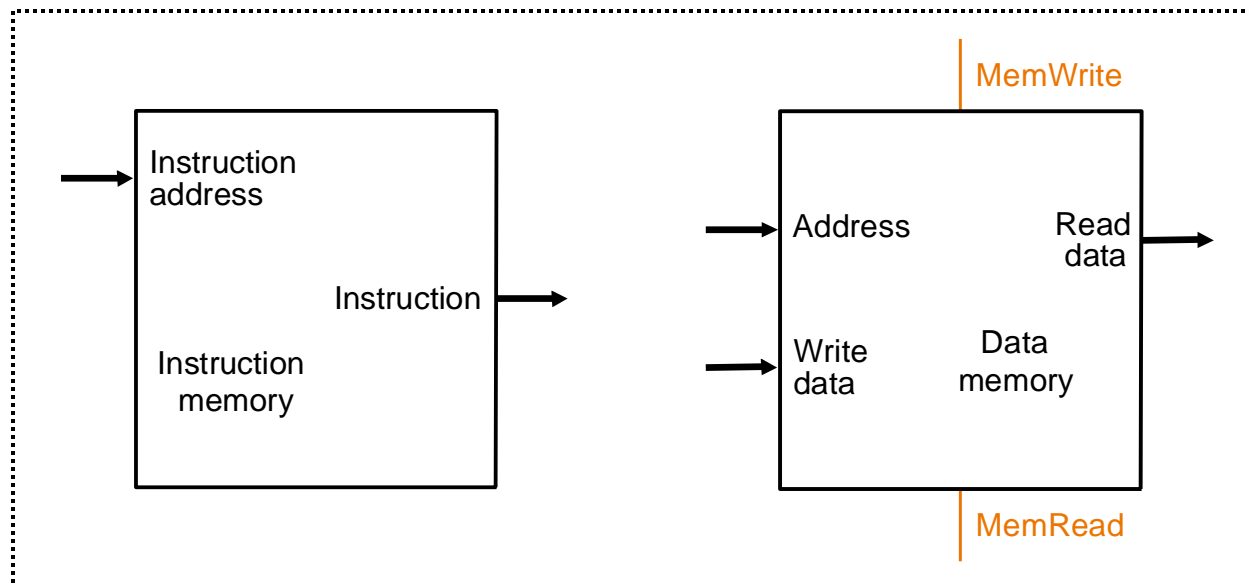 Instruction
address
Instruction
Instruction
memory
MemWrite
Address
Read
data
Write
data
Data
memory
MemRead